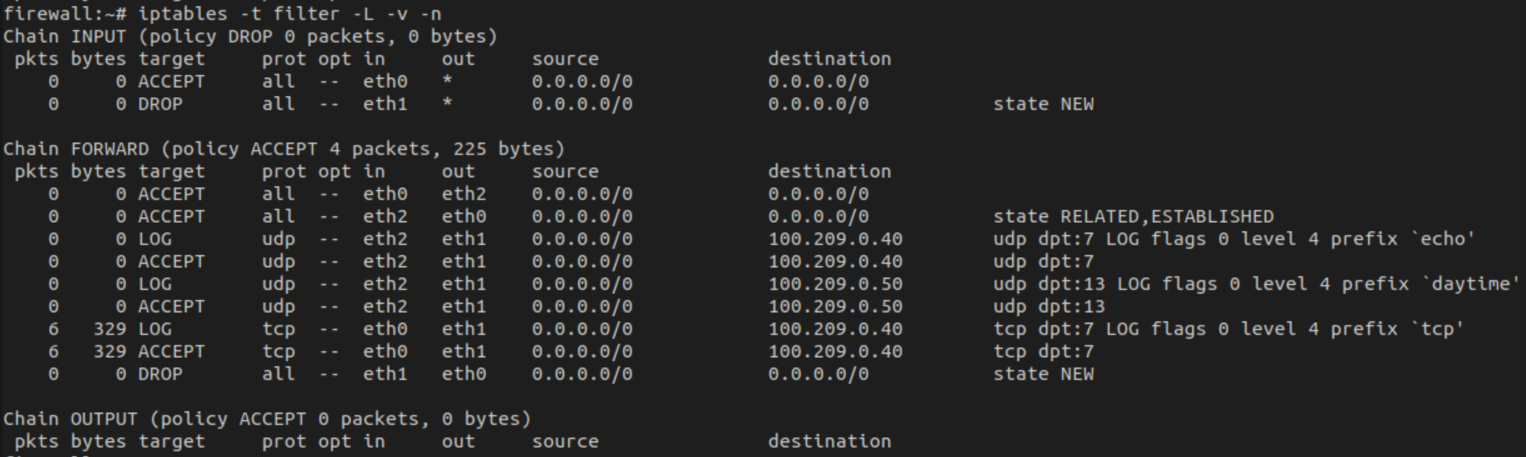 firewall:~# iptables -t filter -L -v -n
Chain INPUT (policy DROP 0 packets, 0 bytes)
 pkts bytes target     prot opt in     out     source               destination
    0     0 ACCEPT     all  --  eth0   *       0.0.0.0/0            0.0.0.0/0
    0     0 DROP       all  --  eth1   *       0.0.0.0/0            0.0.0.0/0           state NEW

Chain FORWARD (policy ACCEPT 4 packets, 225 bytes)
 pkts bytes target     prot opt in     out     source               destination
    0     0 ACCEPT     all  --  eth0   eth2    0.0.0.0/0            0.0.0.0/0
    0     0 ACCEPT     all  --  eth2   eth0    0.0.0.0/0            0.0.0.0/0           state RELATED,ESTABLISHED
    0     0 LOG        udp  --  eth2   eth1    0.0.0.0/0            100.209.0.40        udp dpt:7 LOG flags 0 level 4 prefix `echo'
    0     0 ACCEPT     udp  --  eth2   eth1    0.0.0.0/0            100.209.0.40        udp dpt:7
    0     0 LOG        udp  --  eth2   eth1    0.0.0.0/0            100.209.0.50        udp dpt:13 LOG flags 0 level 4 prefix `daytime'
    0     0 ACCEPT     udp  --  eth2   eth1    0.0.0.0/0            100.209.0.50        udp dpt:13
    6   329 LOG        tcp  --  eth0   eth1    0.0.0.0/0            100.209.0.40        tcp dpt:7 LOG flags 0 level 4 prefix `tcp'
    6   329 ACCEPT     tcp  --  eth0   eth1    0.0.0.0/0            100.209.0.40        tcp dpt:7
    0     0 DROP       all  --  eth1   eth0    0.0.0.0/0            0.0.0.0/0           state NEW

Chain OUTPUT (policy ACCEPT 0 packets, 0 bytes)
 pkts bytes target     prot opt in     out     source               destination